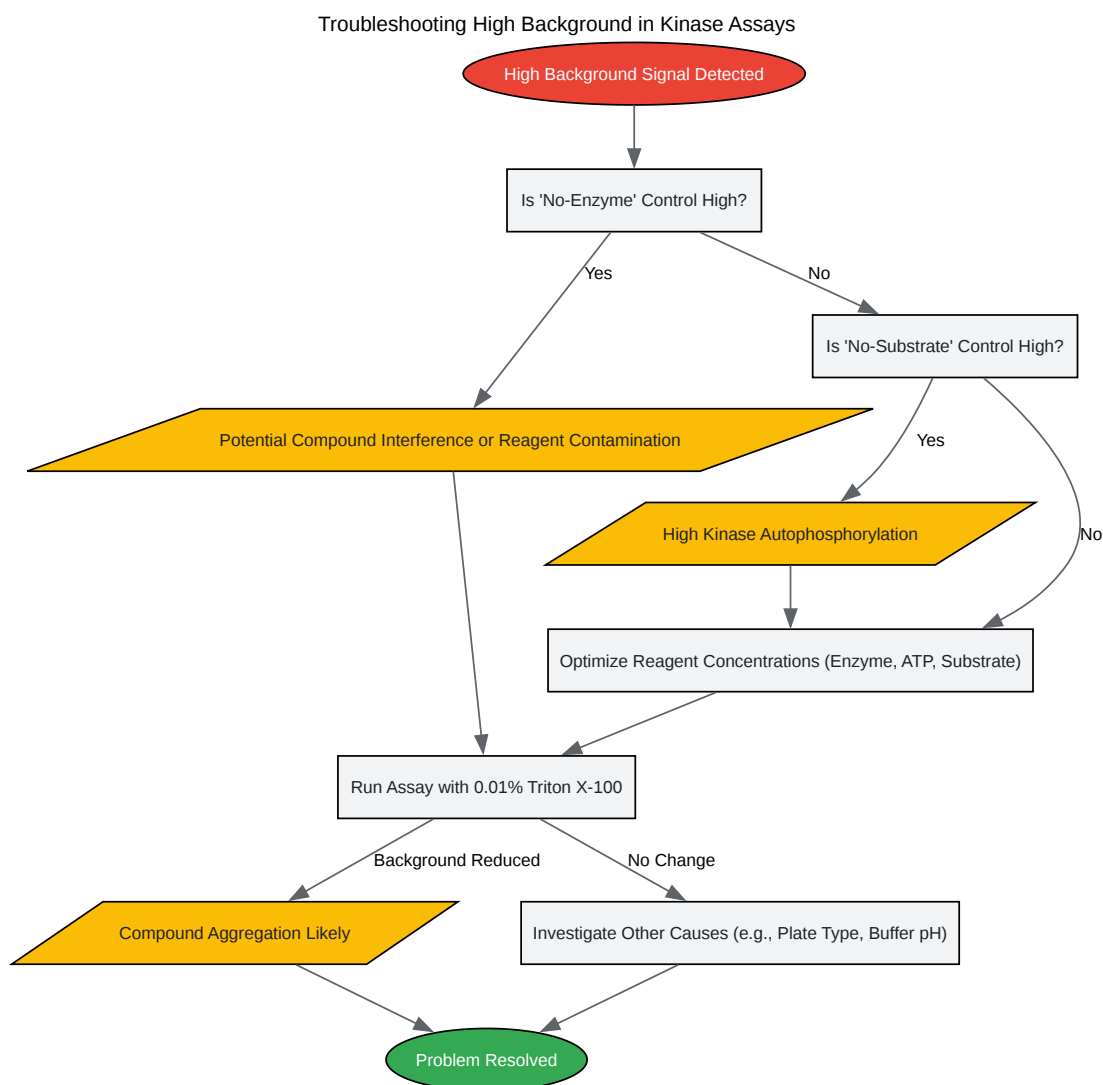 Troubleshooting High Background in Kinase Assays
High Background Signal Detected
Is 'No-Enzyme' Control High?
Yes
No
Is 'No-Substrate' Control High?
Potential Compound Interference or Reagent Contamination
Yes
High Kinase Autophosphorylation
No
Optimize Reagent Concentrations (Enzyme, ATP, Substrate)
Run Assay with 0.01% Triton X-100
Background Reduced
No Change
Compound Aggregation Likely
Investigate Other Causes (e.g., Plate Type, Buffer pH)
Problem Resolved